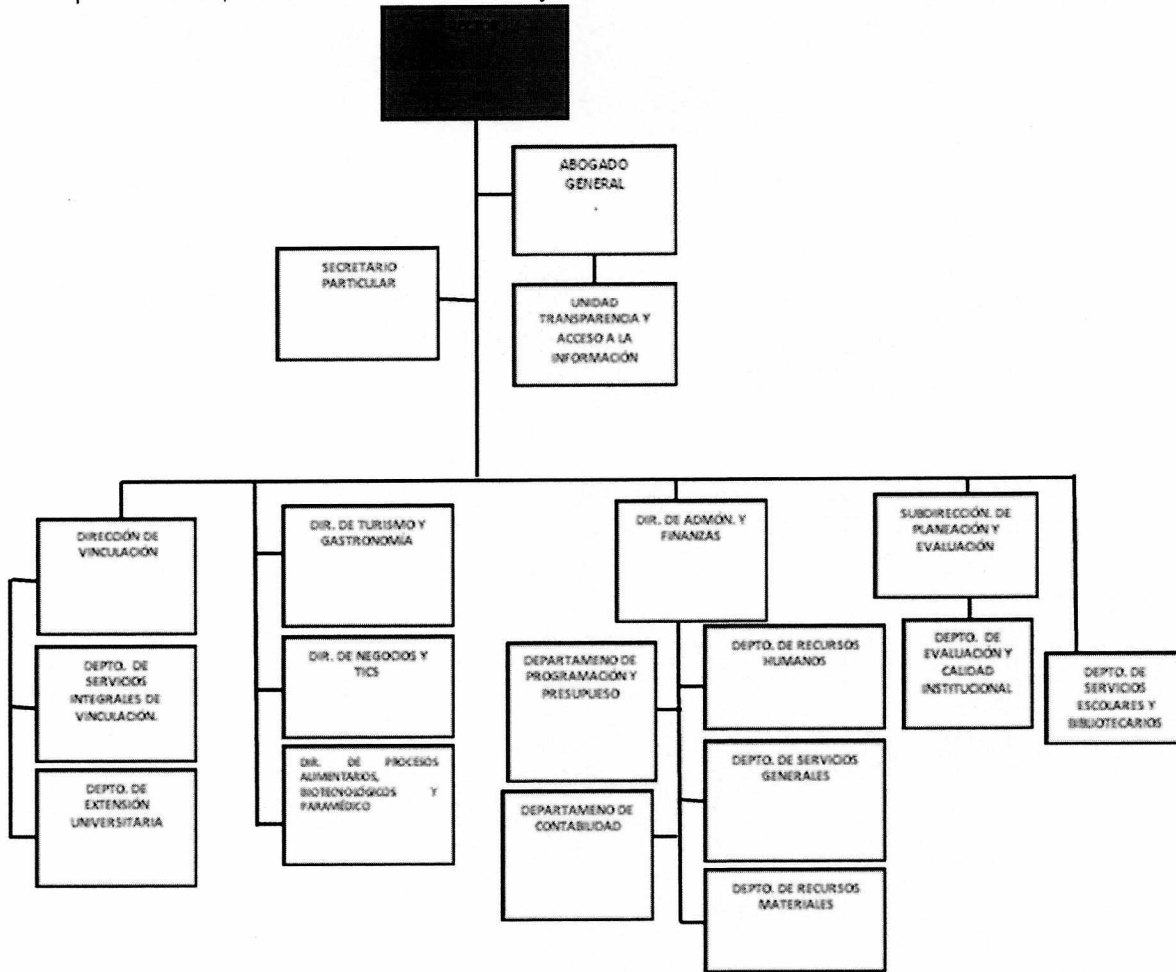 ABOGADO
GENERAL
SECRETARIO
PARTICULAR
UNIDAD
TRANSPARENCIA Y
ACCESO A LA
INFORMACIÓN
DIRECCIÓN DE
VINCULACIÓN
DEPTO. DE
SERVICIOS
INTEGRALES DE
VINCULACIÓN.
DEPTO. DE
EXTENSIÓN
UNIVERSITARIA
DIR. DE TURISMO Y
GASTRONOMÍA
DIR. DE NEGOCIOS Y
TICS
DIR. DE PROCESOS
ALIMENTARIOS,
BIOTECNOLÓGICOS Y
PARAMÉDICO
DIR. DE ADMÓN. Y
FINANZAS
DEPARTAMENO DE
PROGRAMACIÓN Y
PRESUPUESO
DEPARTAMENO DE
CONTABILIDAD
DEPTO. DE RECURSOS
HUMANOS
DEPTO. DE SERVICIOS
GENERALES
DEPTO. DE RECURSOS
MATERIALES
SUBDIRECCIÓN. DE
PLANEACIÓN Y
EVALUACIÓN
DEPTO. DE
EVALUACIÓN Y
CALIDAD
INSTITUCIONAL
DEPTO. DE
SERVICIOS
ESCOLARES Y
BIBLIOTECARIOS